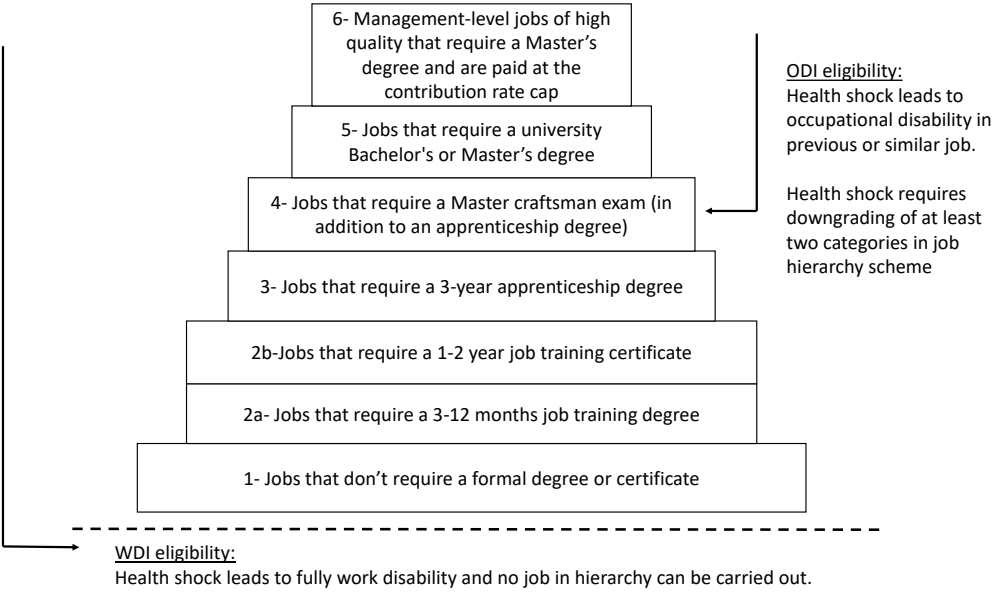 6- Management-level jobs of high
quality that require a Master’s
degree and are paid at the
contribution rate cap
5- Jobs that require a university
Bachelor's or Master’s degree
4- Jobs that require a Master craftsman exam (in
addition to an apprenticeship degree)
3- Jobs that require a 3-year apprenticeship degree
2b-Jobs that require a 1-2 year job training certificate
2a- Jobs that require a 3-12 months job training degree
1- Jobs that don’t require a formal degree or certificate
ODI eligibility:
Health shock leads to
occupational disability in
previous or similar job.
Health shock requires
downgrading of at least
two categories in job
hierarchy scheme
WDI eligibility:
Health shock leads to fully work disability and no job in hierarchy can be carried out.